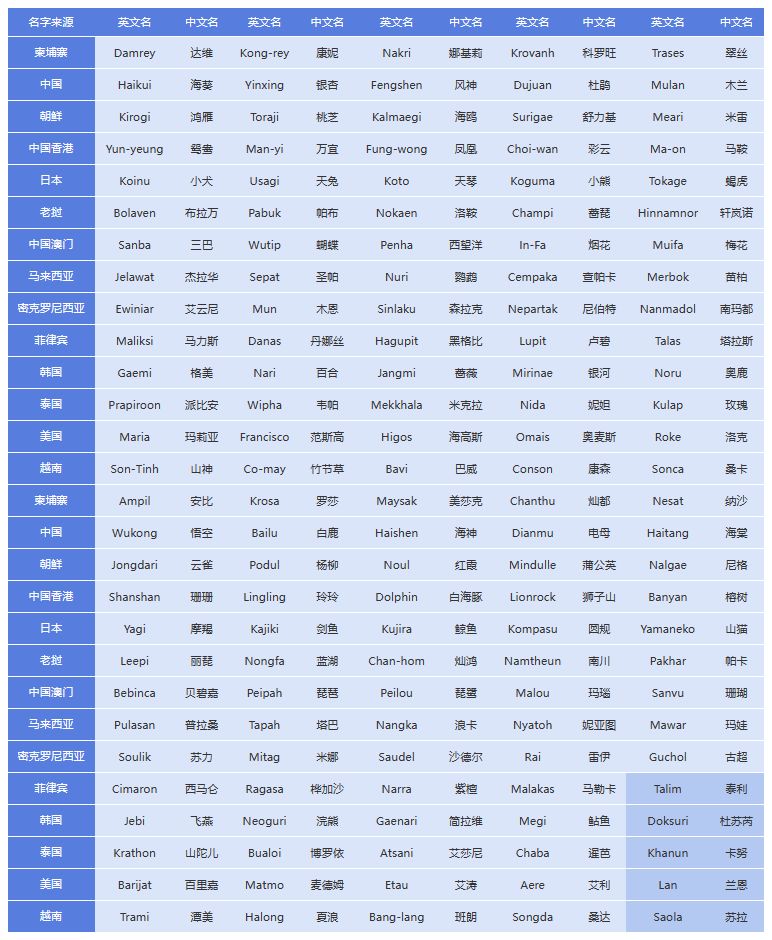 名字来源 英文名 中文名 英文名 中文名 英文名 中文名 英文名 中文名 英文名 中文名
柬埔寨 Damrey 达维 Kong-rey 康妮 Nakri 娜基莉 Krovanh 科罗旺 Trases 翠丝
中国 Haikui 海葵 Yinxing 银杏 Fengshen 风神 Dujuan 杜鹃 Mulan 木兰
朝鲜 Kirogi 鸿雁 Toraji 桃芝 Kalmaegi 海鸥 Surigae 舒力基 Meari 米雷
中国香港 Yun-yeung 鸳鸯 Man-yi 万宜 Fung-wong 凤凰 Choi-wan 彩云 Ma-on 马鞍
日本 Koinu 小犬 Usagi 天兔 Koto 天琴 Koguma 小熊 Tokage 蝎虎
老挝 Bolaven 布拉万 Pabuk 帕布 Nokaen 洛鞍 Champi 蔷琵 Hinnamnor 轩岚诺
中国澳门 Sanba 三巴 Wutip 蝴蝶 Penha 西望洋 In-Fa 烟花 Muifa 梅花
马来西亚 Jelawat 杰拉华 Sepat 圣帕 Nuri 鹦鹉 Cempaka 查帕卡 Merbok 苗柏
密克罗尼西亚 Ewiniar 艾云尼 Mun 木恩 Sinlaku 森拉克 Nepartak 尼伯特 Nanmadol 南玛都
菲律宾 Maliksi 马力斯 Danas 丹娜丝 Hagupit 黑格比 Lupit 卢碧 Talas 塔拉斯
韩国 Gaemi 格美 Nari 百合 Jangmi 蔷薇 Mirinae 银河 Noru 奥鹿
泰国 Prapiroon 派比安 Wipha 韦帕 Mekkhala 米克拉 Nida 妮妲 Kulap 玫瑰
美国 Maria 玛莉亚 Francisco 范斯高 Higos 海高斯 Omais 奥麦斯 Roke 洛克
越南 Son-Tinh 山神 Co-may 竹节草 Bavi 巴威 Conson 康森 Sonca 桑卡
柬埔寨 Ampil 安比 Krosa 罗莎 Maysak 美莎克 Chanthu 灿都 Nesat 纳沙
中国 Wukong 悟空 Bailu 白鹿 Haishen 海神 Dianmu 电母 Haitang 海棠
朝鲜 Jongdari 云雀 Podul 杨柳 Noul 红霞 Mindulle 蒲公英 Nalgae 尼格
中国香港 Shanshan 珊珊 Lingling 玲玲 Dolphin 白海豚 Lionrock 狮子山 Banyan 榕树
日本 Yagi 摩羯 Kajiki 剑鱼 Kujira 鲸鱼 Kompasu 圆规 Yamaneko 山猫
老挝 Leepi 丽琵 Nongfa 蓝湖 Chan-hom 灿鸿 Namtheun 南川 Pakhar 帕卡
中国澳门 Bebinca 贝碧嘉 Peipah 琵琶 Peilou 琵鹭 Malou 玛瑙 Sanvu 珊瑚
马来西亚 Pulasan 普拉桑 Tapah 塔巴 Nangka 浪卡 Nyatoh 妮亚图 Mawar 玛娃
密克罗尼西亚 Soulik 苏力 Mitag 米娜 Saudel 沙德尔 Rai 雷伊 Guchol 古超
菲律宾 Cimaron 西马仑 Ragasa 桦加沙 Narra 紫檀 Malakas 马勒卡 Talim 泰利
韩国 Jebi 飞燕 Neoguri 浣熊 Gaenari 简拉维 Megi 鲇鱼 Doksuri 杜苏芮
泰国 Krathon 山陀儿 Bualoi 博罗依 Atsani 艾莎尼 Chaba 暹芭 Khanun 卡努
美国 Barijat 百里嘉 Matmo 麦德姆 Etau 艾涛 Aere 艾利 Lan 兰恩
越南 Trami 潭美 Halong 夏浪 Bang-lang 班朗 Songda 桑达 Saola 苏拉